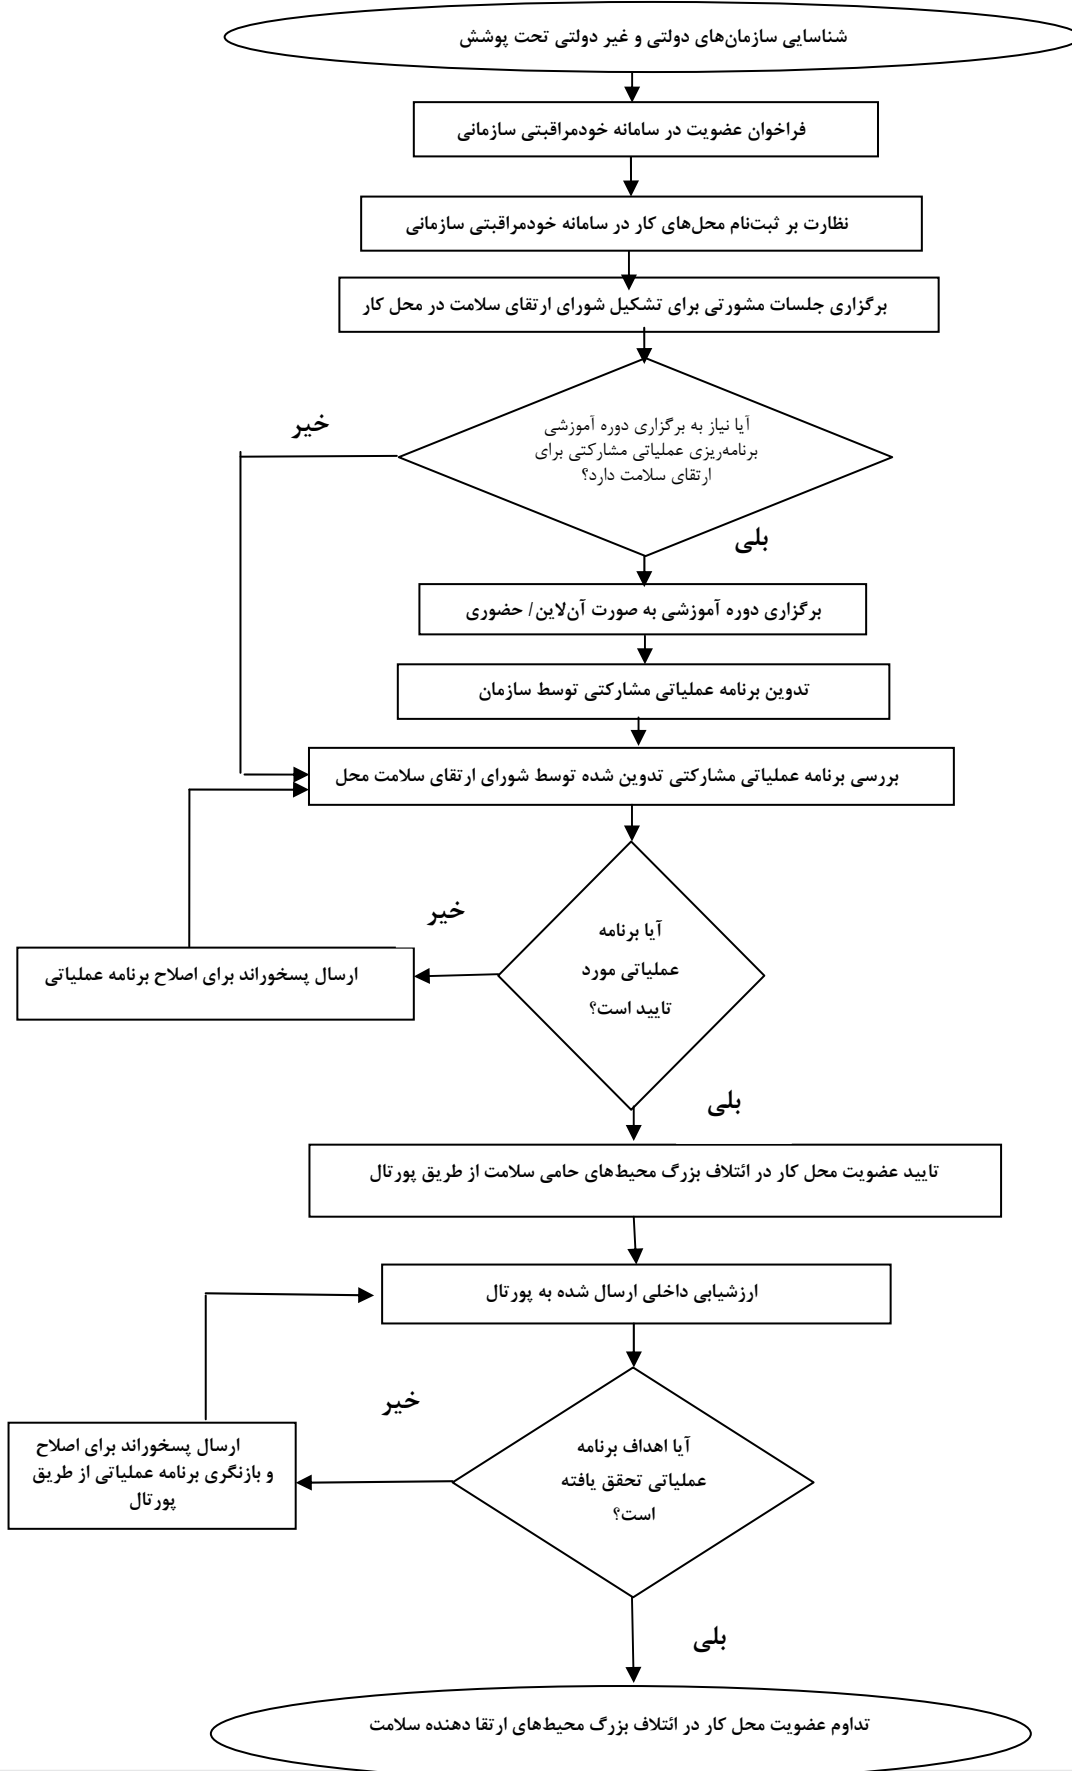 شناسایی سازمان‌های دولتی و غیر دولتی تحت پوشش
فراخوان عضویت در سامانه خودمراقبتی سازمانی
نظارت بر ثبت‌نام محل‌های کار در سامانه خودمراقبتی سازمانی
برگزاری جلسات مشورتی برای تشکیل شورای ارتقای سلامت در محل کار
آیا نیاز به برگزاری دوره آموزشی
برنامه‌ریزی عملیاتی مشارکتی برای
ارتقای سلامت دارد؟
خیر
بلی
برگزاری دوره آموزشی به صورت آن‌لاین/ حضوری
تدوین برنامه عملیاتی مشارکتی توسط سازمان
بررسی برنامه عملیاتی مشارکتی تدوین شده توسط شورای ارتقای سلامت محل
آیا برنامه
عملیاتی مورد
تایید است؟
خیر
ارسال پسخوراند برای اصلاح برنامه عملیاتی
بلی
تایید عضویت محل کار در ائتلاف بزرگ محیط‌های حامی سلامت از طریق پورتال
ارزشیابی داخلی ارسال شده به پورتال
آیا اهداف برنامه
عملیاتی تحقق یافته
است؟
خیر
ارسال پسخوراند برای اصلاح
و بازنگری برنامه عملیاتی از طریق
پورتال
بلی
تداوم عضویت محل کار در ائتلاف بزرگ محیط‌های ارتقا دهنده سلامت